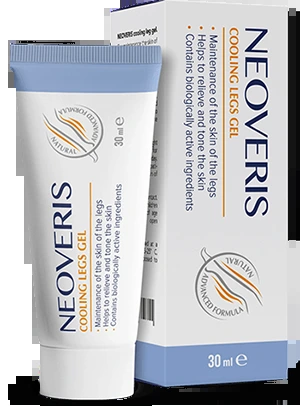 NEOVERIS
COOLING LEGS GEL
• Maintenance of the skin of the legs
• Helps to relieve and tone the skin
• Contains biologically active ingredients
NATURAL
ADVANCED FORMULA
30 ml e
NEOVERIS cooling leg gel.
NEOVERIS
COOLING LEGS GEL
• Maintenance of the skin of the legs
• Helps to relieve and tone the skin
• Contains biologically active ingredients
NATURAL
ADVANCED FORMULA
30 ml e